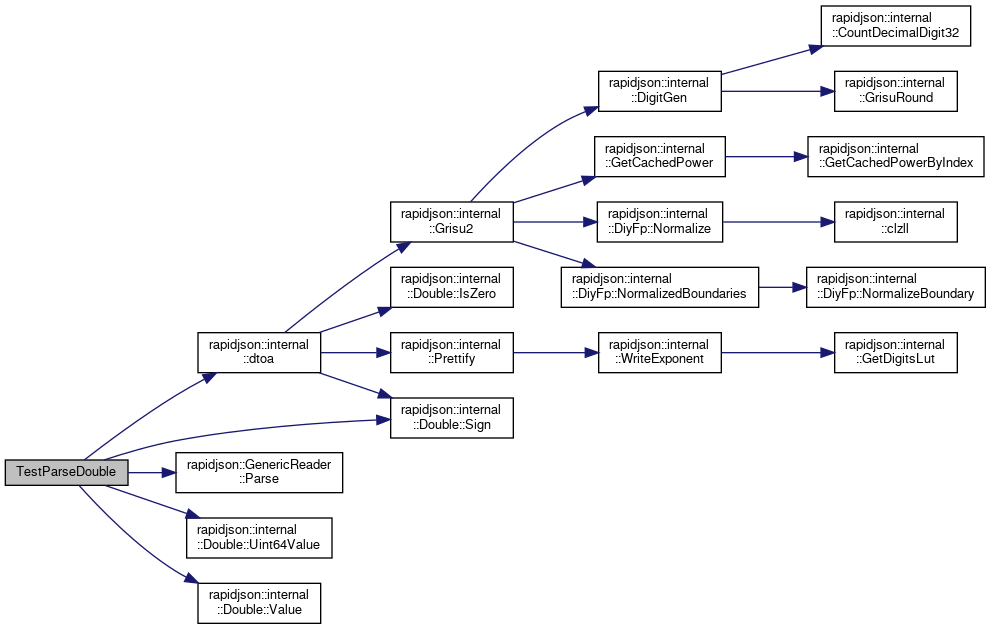 rapidjson::internal
::CountDecimalDigit32
rapidjson::internal
::DigitGen
rapidjson::internal
::GrisuRound
rapidjson::internal
::GetCachedPower
rapidjson::internal
::GetCachedPowerByIndex
rapidjson::internal
::Grisu2
rapidjson::internal
::DiyFp::Normalize
rapidjson::internal
::clzll
rapidjson::internal
::Double::IsZero
rapidjson::internal
::DiyFp::NormalizedBoundaries
rapidjson::internal
::DiyFp::NormalizeBoundary
rapidjson::internal
::dtoa
rapidjson::internal
::Prettify
rapidjson::internal
::WriteExponent
rapidjson::internal
::GetDigitsLut
rapidjson::internal
::Double::Sign
TestParseDouble
rapidjson::GenericReader
::Parse
rapidjson::internal
::Double::Uint64Value
rapidjson::internal
::Double::Value